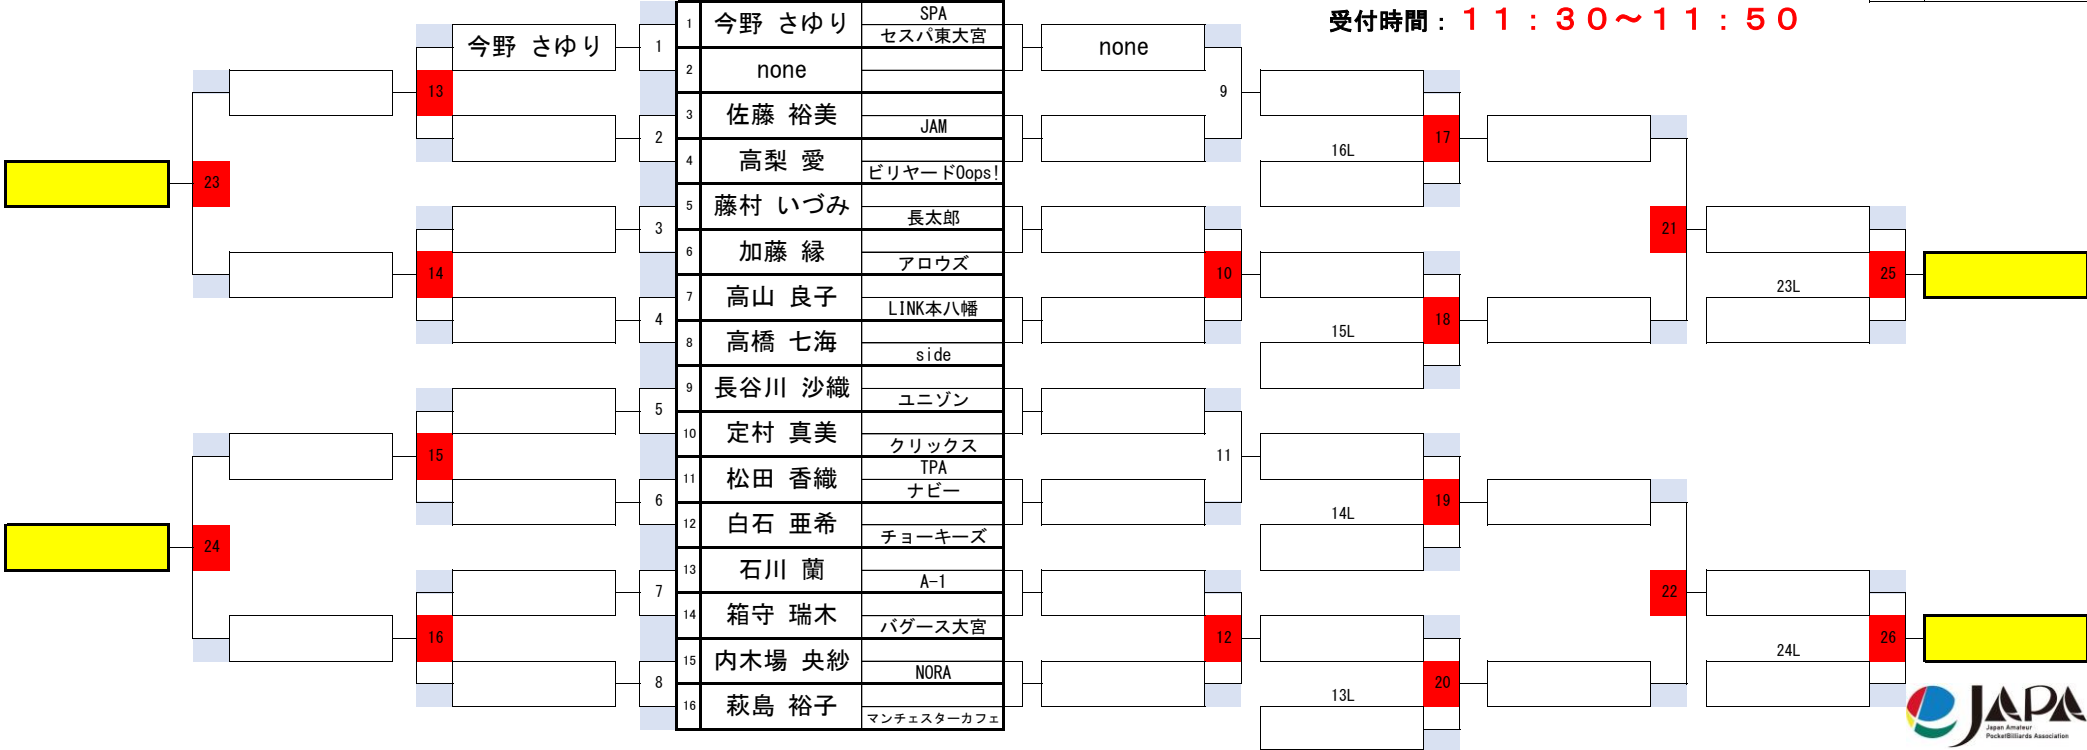 受付時間：１１：３０～１１：５０
1 今野 さゆり SPA セスパ東大宮
2 none
3 佐藤 裕美 JAM
4 高梨 愛 ビリヤードOops!
5 藤村 いづみ 長太郎
6 加藤 縁 アロウズ
7 高山 良子 LINK本八幡
8 高橋 七海 side
9 長谷川 沙織 ユニゾン
10 定村 真美 クリックス
11 松田 香織 TPA ナビー
12 白石 亜希 チョーキーズ
13 石川 蘭 A-1
14 箱守 瑞木 バグース大宮
15 内木場 央紗 NORA
16 萩島 裕子 マンチェスターカフェ
今野 さゆり
1
2
3
4
5
6
7
8
13
14
15
16
23
24
none
9
10
11
12
16L
15L
14L
13L
17
18
19
20
21
22
23L
24L
25
26
JAPA
Japan Amateur
PocketBilliards Association